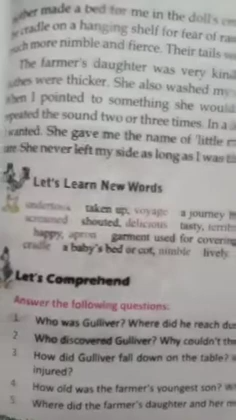 made a bed for me in the doll's
cradle on a hanging shelf for fear of
much more nimble and fierce. Their tails
The farmer's daughter was very
clothes were thicker. She also washed my
when I pointed to something she would
repeated the sound two or three times. In a
wanted. She gave me the name of 'little
She never left my side as long as I was
Let's Learn New Words
undertook taken up, voyage a journey
screamed shouted, delicious tasty,
happy, apron garment used for covering
cradle a baby's bed or cot, nimble lively
Let's Comprehend
Answer the following questions:
1 Who was Gulliver? Where did he reach
2 Who discovered Gulliver? Why couldn't
3 How did Gulliver fall down on the table?
injured?
4 How old was the farmer's youngest son?
5 Where did the farmer's daughter and her